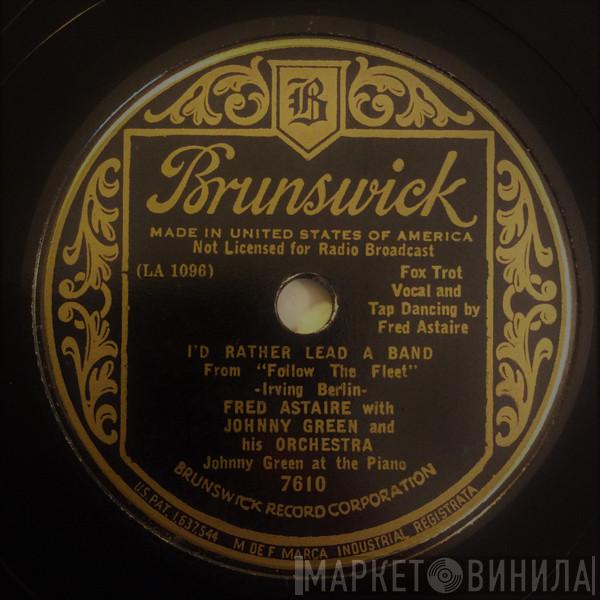 B
Brunswick
MADE IN UNITED STATES OF AMERICA
Not Licensed for Radio Broadcast
(LA 1096)
Fox Trot
Vocal and
Tap Dancing by
Fred Astaire
I'D RATHER LEAD A BAND
From "Follow The Fleet"
-Irving Berlin-
FRED ASTAIRE with
JOHNNY GREEN and
his ORCHESTRA
Johnny Green at the Piano
7610
BRUNSWICK RECORD CORPORATION
US PAT. 1,637,544 M DE F MARCA INDUSTRIAL REGISTRATA
МАРКЕТ ВИНИЛА